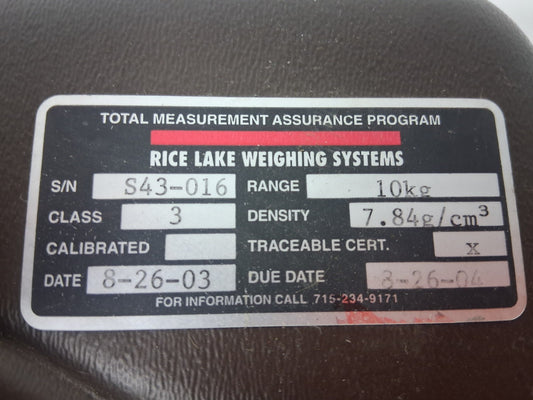 TOTAL MEASUREMENT ASSURANCE PROGRAM
RICE LAKE WEIGHING SYSTEMS
S/N S43-016 RANGE 10kg
CLASS 3 DENSITY 7.84g/cm³
CALIBRATED TRACEABLE CERT. x
DATE 8-26-03 DUE DATE 8-26-04
FOR INFORMATION CALL 715-234-9171